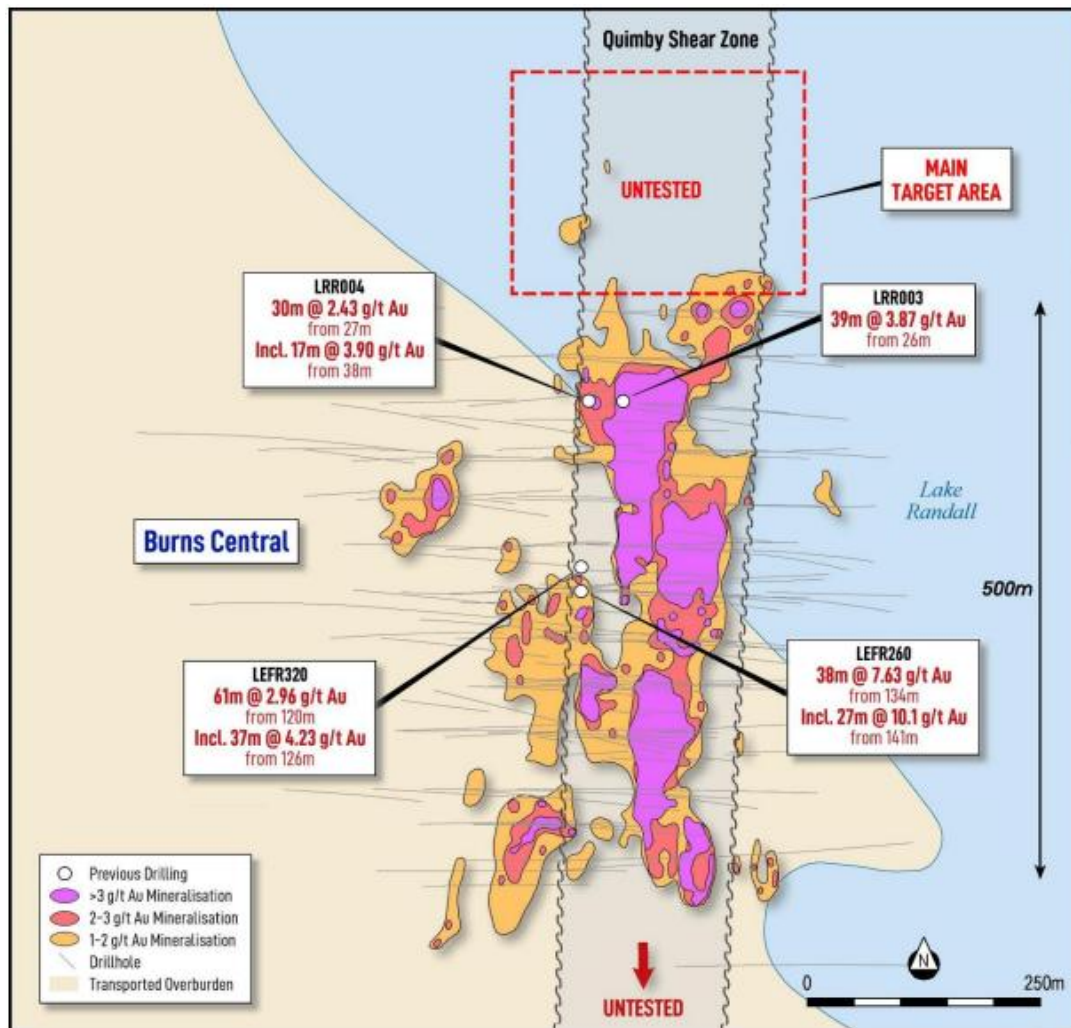 Quimby Shear Zone
UNTESTED
MAIN
TARGET AREA
LRR004
30m @ 2.43 g/t Au
from 27m
Incl. 17m @ 3.90 g/t Au
from 38m
LRR003
39m @ 3.87 g/t Au
from 26m
Lake
Randall
Burns Central
500m
LEFR320
61m @ 2.96 g/t Au
from 120m
Incl. 37m @ 4.23 g/t Au
from 126m
LEFR260
38m @ 7.63 g/t Au
from 134m
Incl. 27m @ 10.1 g/t Au
from 141m
Previous Drilling
>3 g/t Au Mineralisation
2-3 g/t Au Mineralisation
1-2 g/t Au Mineralisation
Drillhole
Transported Overburden
UNTESTED
N
0 250m